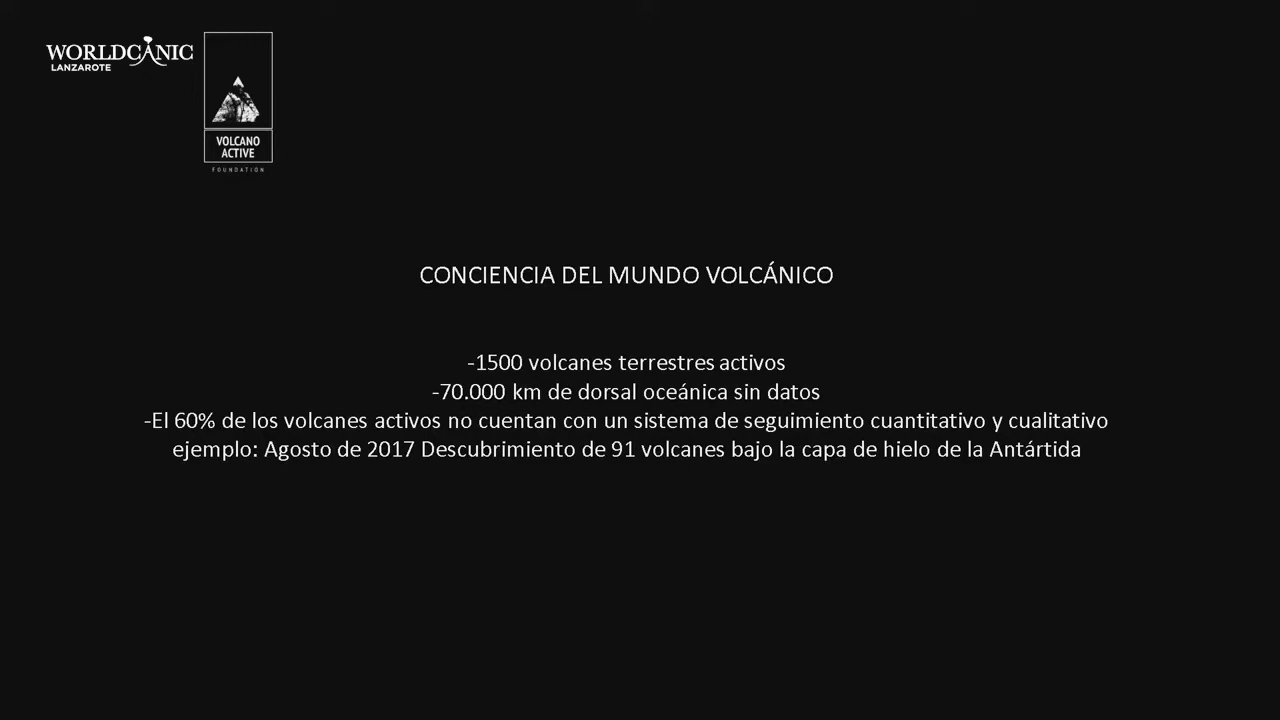 WORLDCANIC
LANZAROTE
VOLCANO
ACTIVE
FOUNDATION
CONCIENCIA DEL MUNDO VOLCÁNICO
-1500 volcanes terrestres activos
-70.000 km de dorsal oceánica sin datos
-El 60% de los volcanes activos no cuentan con un sistema de seguimiento cuantitativo y cualitativo
ejemplo: Agosto de 2017 Descubrimiento de 91 volcanes bajo la capa de hielo de la Antártida